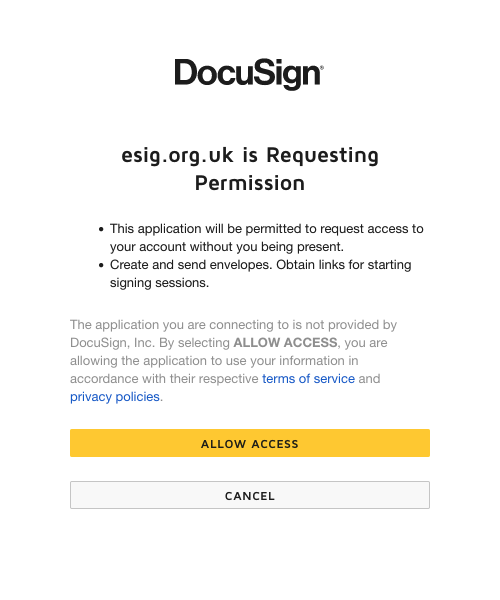 DocuSign®
esig.org.uk is Requesting
Permission
• This application will be permitted to request access to
your account without you being present.
• Create and send envelopes. Obtain links for starting
signing sessions.
The application you are connecting to is not provided by
DocuSign, Inc. By selecting ALLOW ACCESS, you are
allowing the application to use your information in
accordance with their respective terms of service and
privacy policies.
ALLOW ACCESS
CANCEL